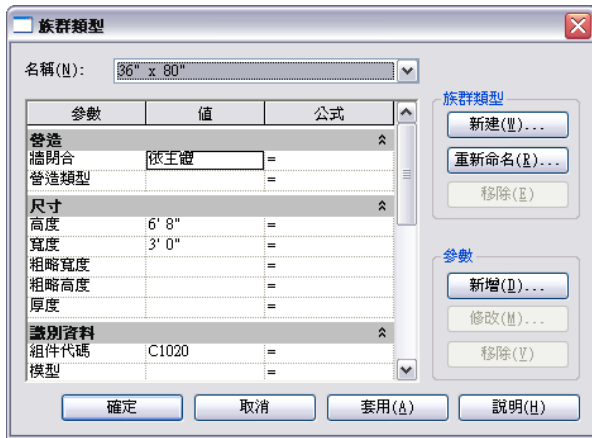 族群類型
名稱(N): 36" x 80"
參數 值 公式
營造
牆閉合 依主體 =
營造類型 =
尺寸
高度 6' 8" =
寬度 3' 0" =
粗略寬度 =
粗略高度 =
厚度 =
識別資料
組件代碼 C1020 =
模型 =
族群類型
新建(W)...
重新命名(R)...
移除(E)
參數
新增(D)...
修改(M)...
移除(V)
確定 取消 套用(A) 說明(H)